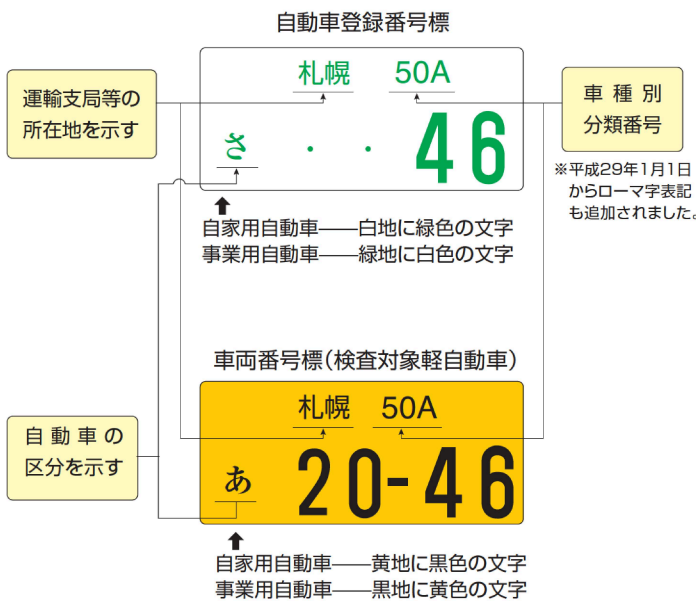 自動車登録番号標
札幌 50A
さ ・・46
運輸支局等の
所在地を示す
車種別
分類番号
※平成29年1月1日
からローマ字表記
も追加されました。
自家用自動車――白地に緑色の文字
事業用自動車――緑地に白色の文字
車両番号標(検査対象軽自動車)
札幌 50A
あ 20-46
自動車の
区分を示す
自家用自動車――黄地に黒色の文字
事業用自動車――黒地に黄色の文字